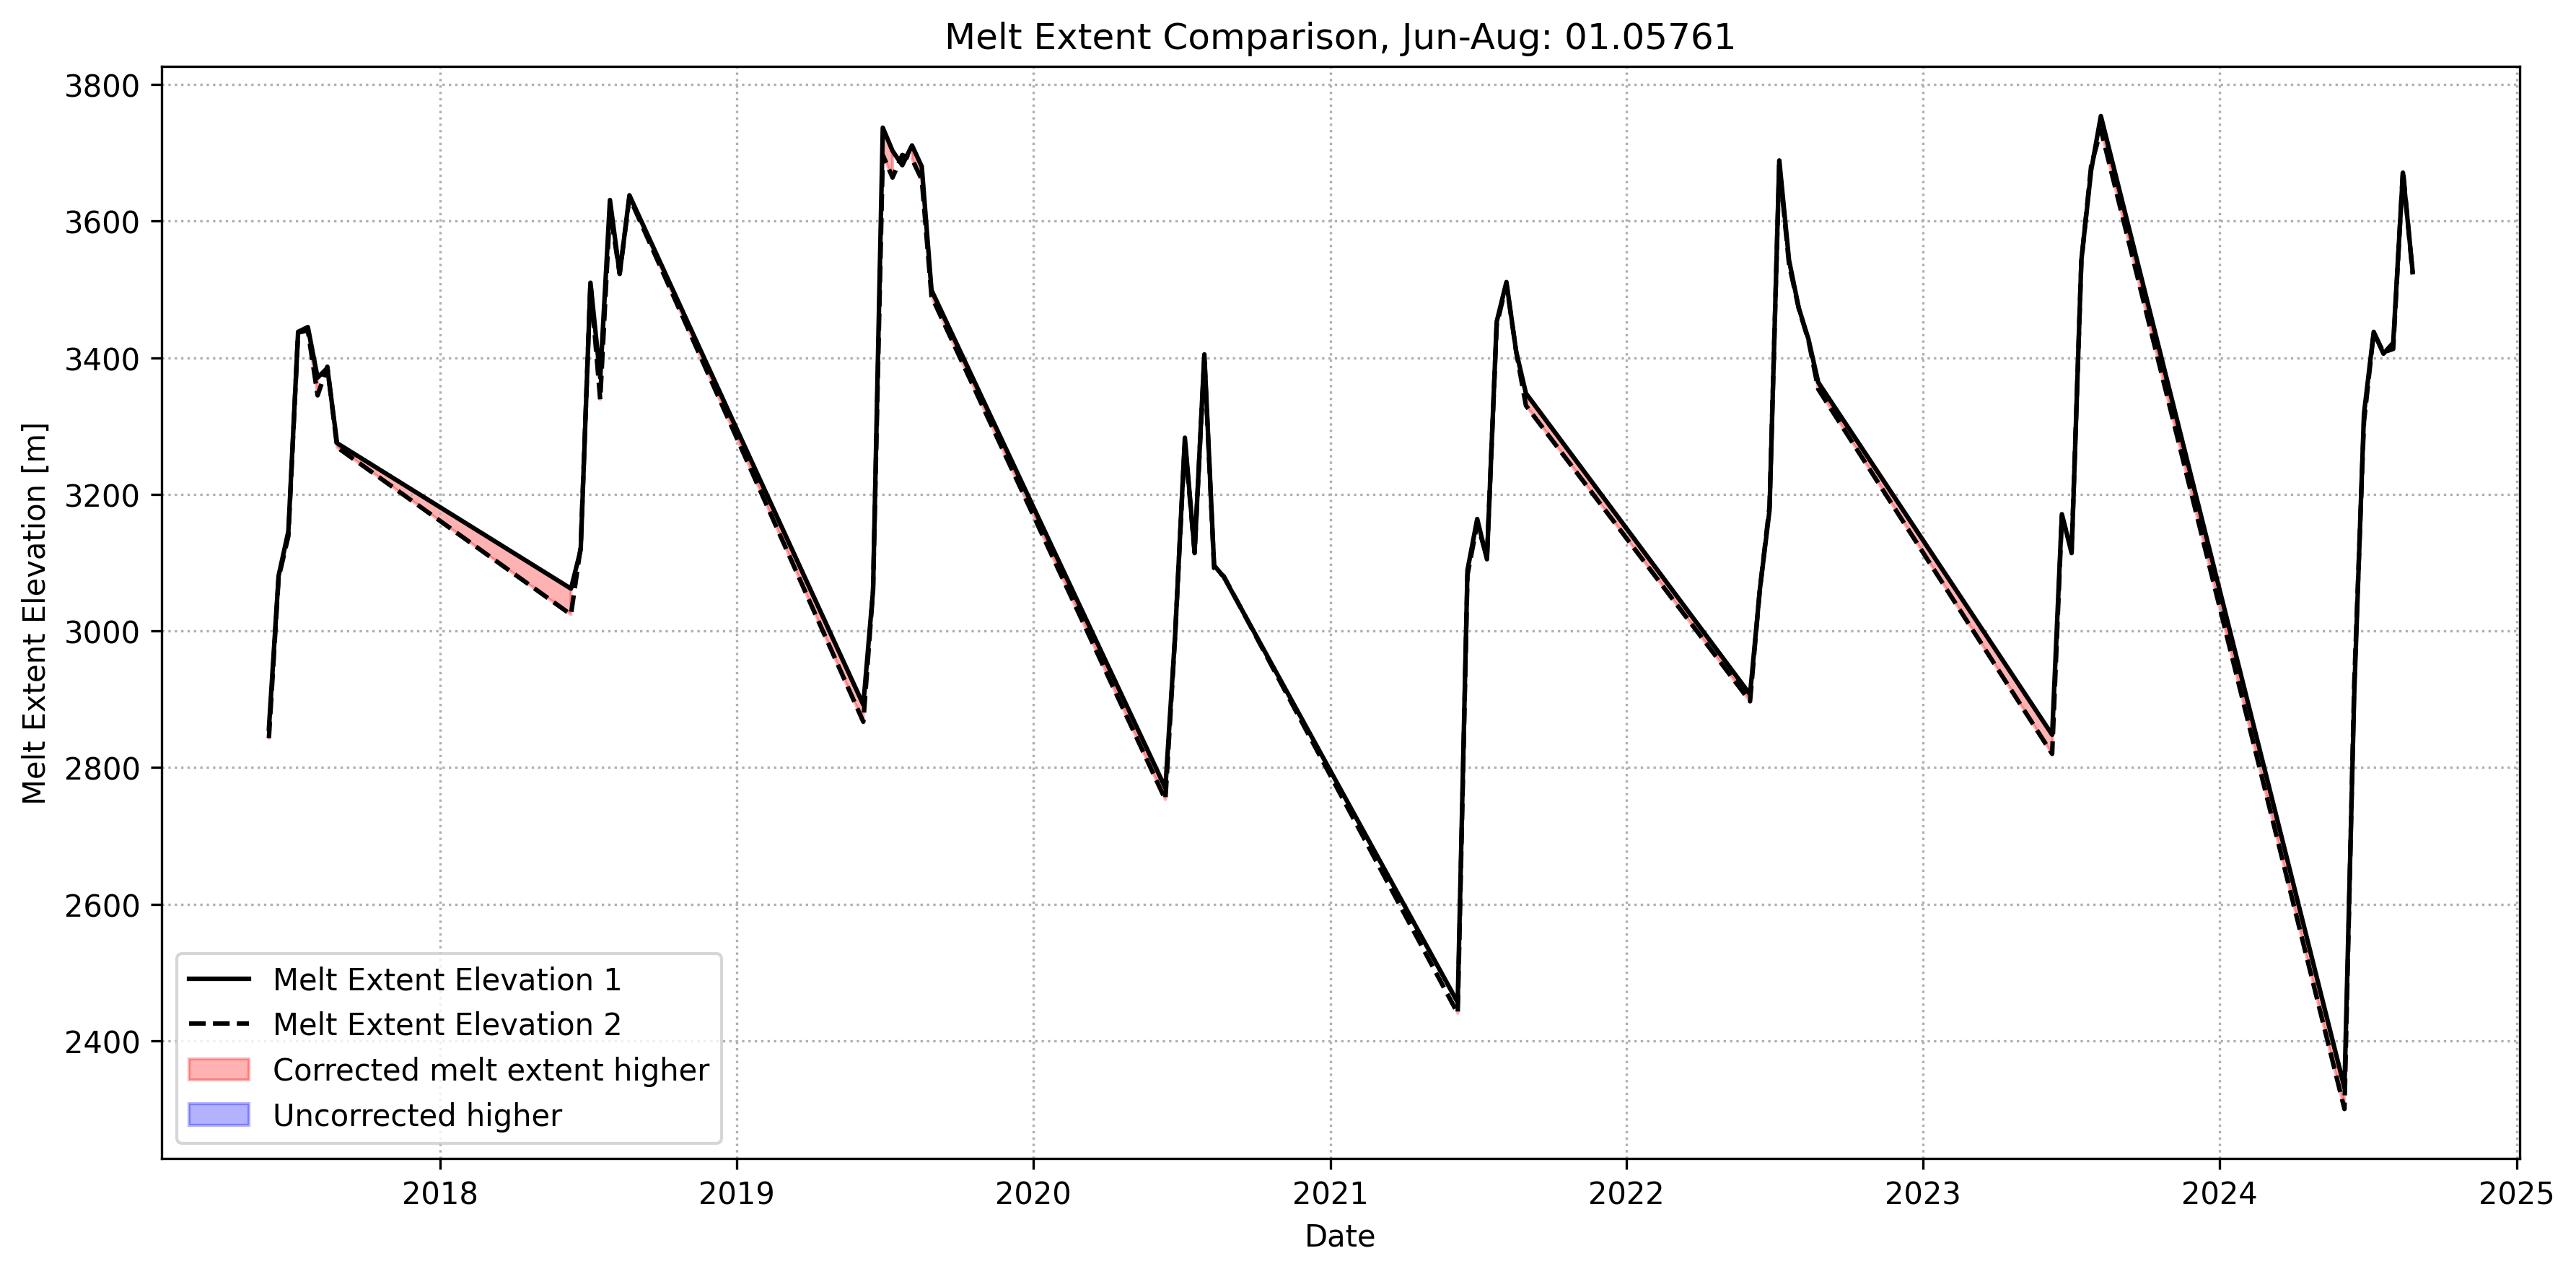 Melt Extent Comparison, Jun-Aug: 01.05761
3800
3600
3400
3200
3000
2800
2600
2400
Melt Extent Elevation [m]
Melt Extent Elevation 1
Melt Extent Elevation 2
Corrected melt extent higher
Uncorrected higher
2018 2019 2020 2021 2022 2023 2024 2025
Date